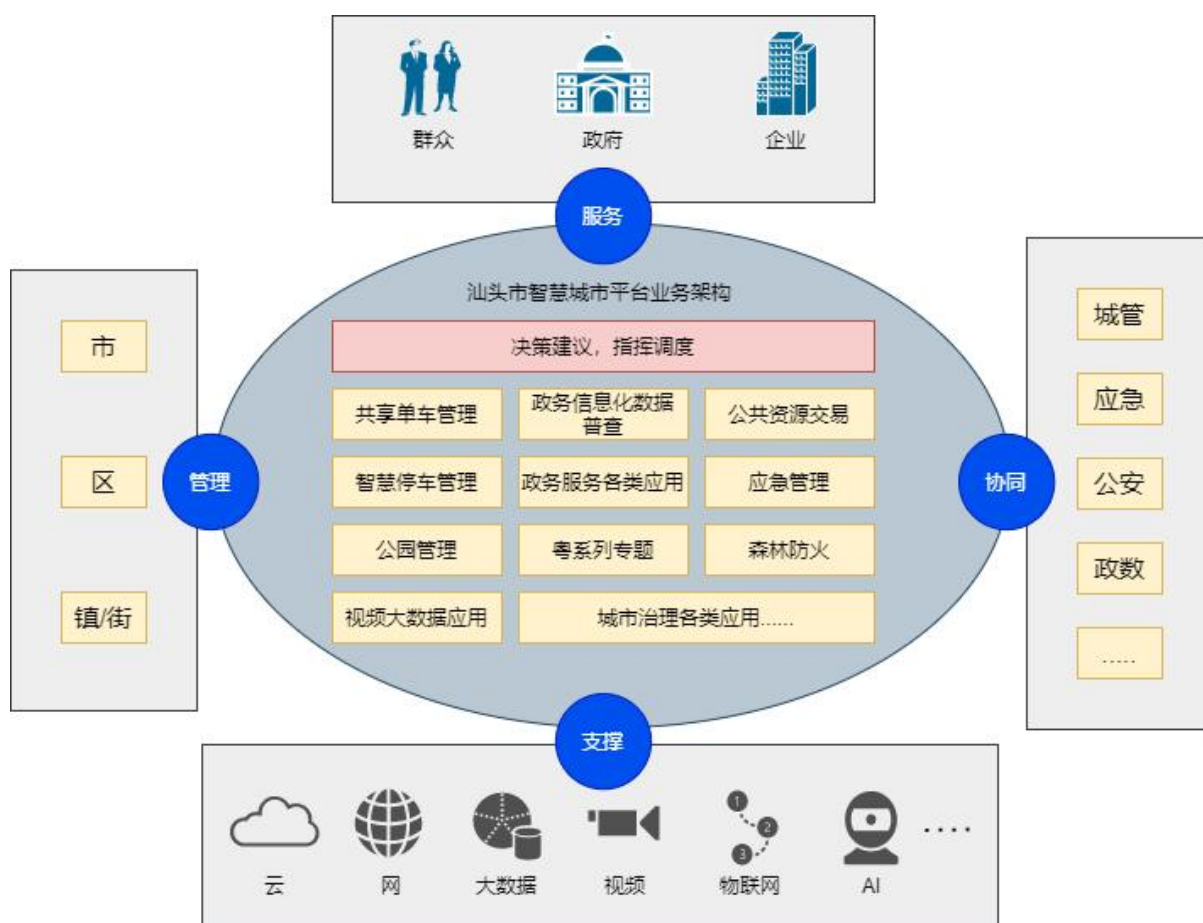 群众
政府
企业
服务
汕头市智慧城市平台业务架构
决策建议，指挥调度
共享单车管理
政务信息化数据
普查
公共资源交易
智慧停车管理
政务服务各类应用
应急管理
公园管理
粤系列专题
森林防火
视频大数据应用
城市治理各类应用......
市
区
镇/街
管理
协同
城管
应急
公安
政数
.....
支撑
1
2
3
....
云
网
大数据
视频
物联网
AI